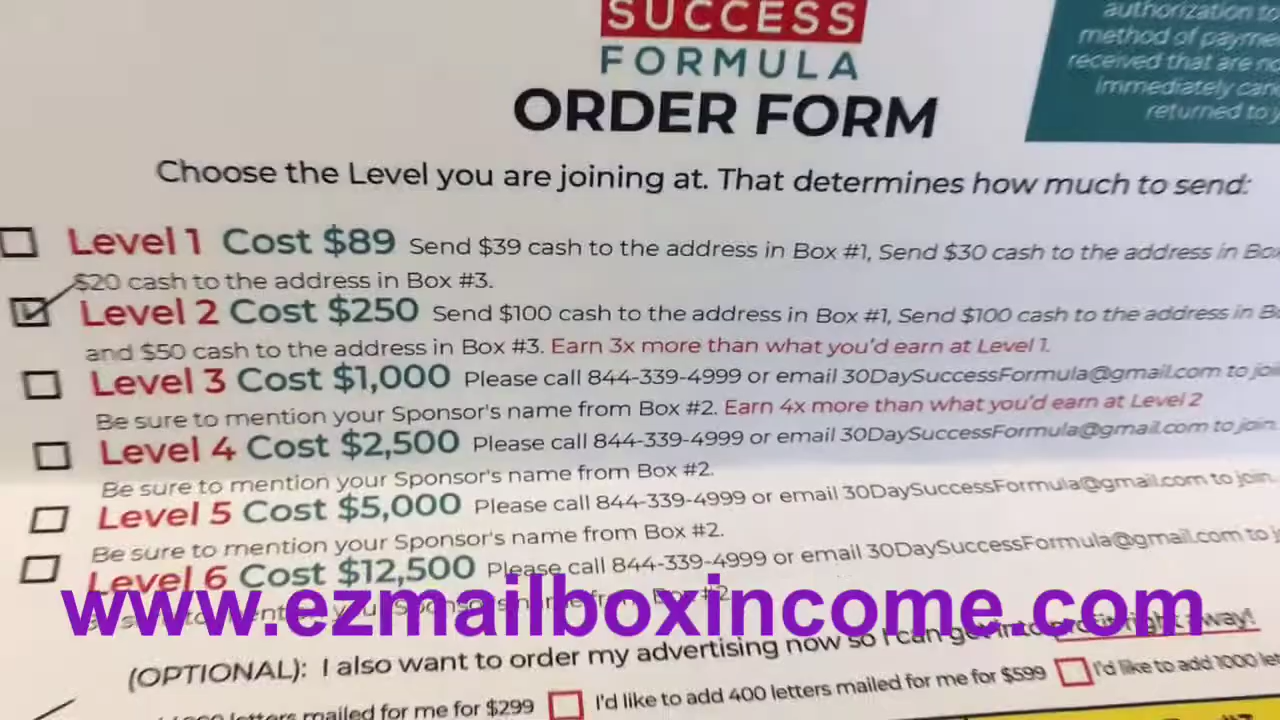 SUCCESS
FORMULA
ORDER FORM
authorization to
method of payme
received that are no
immediately can
returned to y
Choose the Level you are joining at. That determines how much to send:
Level 1 Cost $89 Send $39 cash to the address in Box #1, Send $30 cash to the address in Bo
$20 cash to the address in Box #3.
Level 2 Cost $250 Send $100 cash to the address in Box #1, Send $100 cash to the address in B
and $50 cash to the address in Box #3. Earn 3x more than what you'd earn at Level 1.
Level 3 Cost $1,000 Please call 844-339-4999 or email 30DaySuccessFormula@gmail.com to joi
Be sure to mention your Sponsor's name from Box #2. Earn 4x more than what you'd earn at Level 2
Level 4 Cost $2,500 Please call 844-339-4999 or email 30DaySuccessFormula@gmail.com to join.
Be sure to mention your Sponsor's name from Box #2.
Level 5 Cost $5,000 Please call 844-339-4999 or email 30DaySuccessFormula@gmail.com to join.
Be sure to mention your Sponsor's name from Box #2.
Level 6 Cost $12,500 Please call 844-339-4999 or email 30DaySuccessFormula@gmail.com to j
www.ezmailboxincome.com
(OPTIONAL): I also want to order my advertising now so I can get into profit right away!
letters mailed for me for $299 I'd like to add 400 letters mailed for me for $599 I'd like to add 1000 let